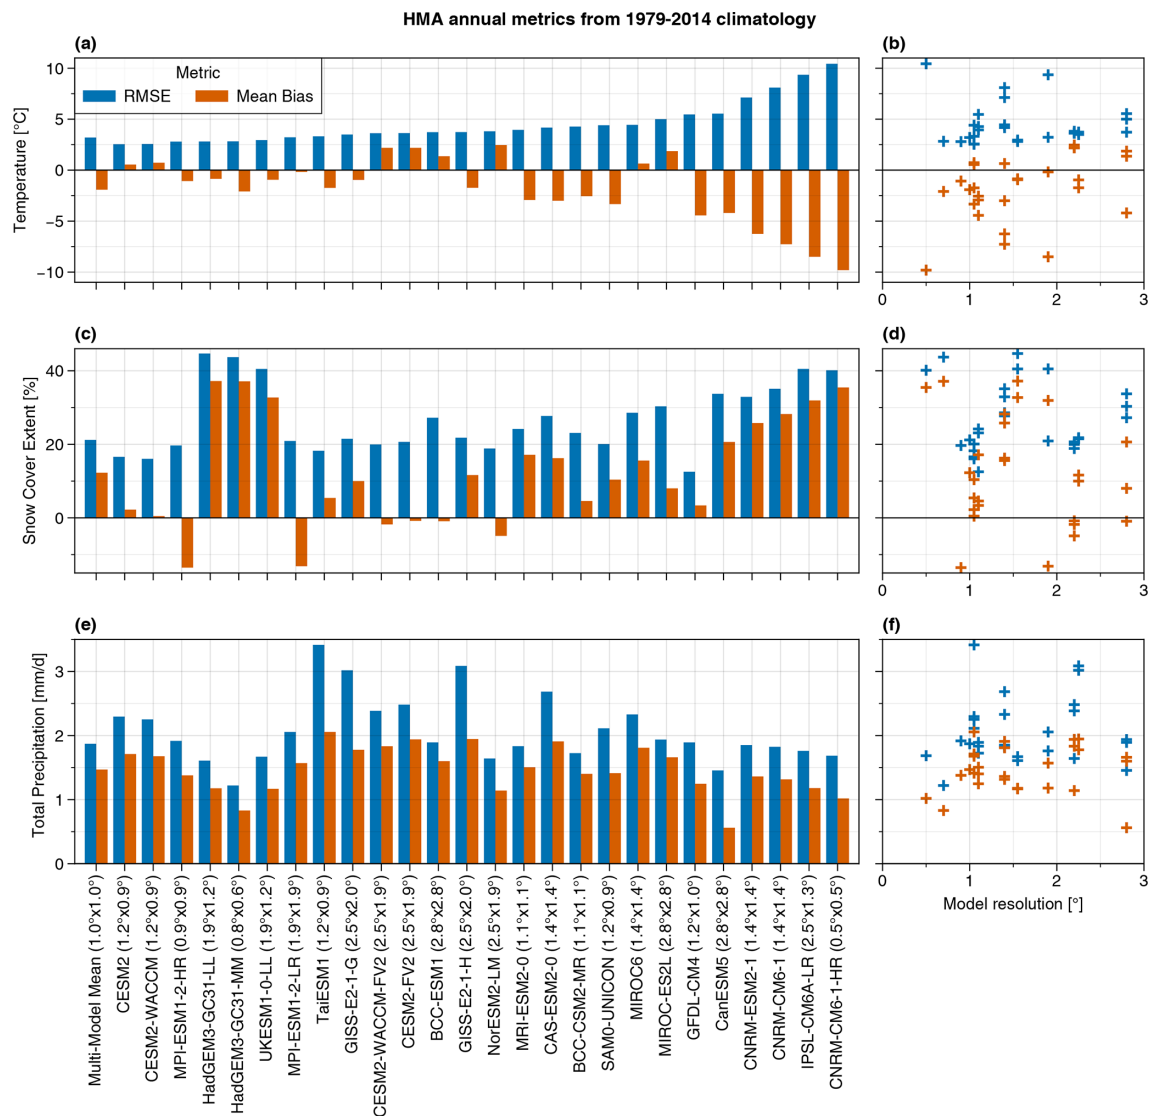 HMA annual metrics from 1979-2014 climatology
(a)
(b)
Metric
RMSE
Mean Bias
Temperature [°C]
10
5
0
−5
−10
0
1
2
3
(c)
(d)
Snow Cover Extent [%]
40
20
0
0
1
2
3
(e)
(f)
Total Precipitation [mm/d]
3
2
1
0
0
1
2
3
Model resolution [°]
Multi-Model Mean (1.0°x1.0°)
CESM2 (1.2°x0.9°)
CESM2-WACCM (1.2°x0.9°)
MPI-ESM1-2-HR (0.9°x0.9°)
HadGEM3-GC31-LL (1.9°x1.2°)
HadGEM3-GC31-MM (0.8°x0.6°)
UKESM1-0-LL (1.9°x1.2°)
MPI-ESM1-2-LR (1.9°x1.9°)
TaiESM1 (1.2°x0.9°)
GISS-E2-1-G (2.5°x2.0°)
CESM2-WACCM-FV2 (2.5°x1.9°)
CESM2-FV2 (2.5°x1.9°)
BCC-ESM1 (2.8°x2.8°)
GISS-E2-1-H (2.5°x2.0°)
NorESM2-LM (2.5°x1.9°)
MRI-ESM2-0 (1.1°x1.1°)
CAS-ESM2-0 (1.4°x1.4°)
BCC-CSM2-MR (1.1°x1.1°)
SAM0-UNICON (1.2°x0.9°)
MIROC6 (1.4°x1.4°)
MIROC-ES2L (2.8°x2.8°)
GFDL-CM4 (1.2°x1.0°)
CanESM5 (2.8°x2.8°)
CNRM-ESM2-1 (1.4°x1.4°)
CNRM-CM6-1 (1.4°x1.4°)
IPSL-CM6A-LR (2.5°x1.3°)
CNRM-CM6-1-HR (0.5°x0.5°)